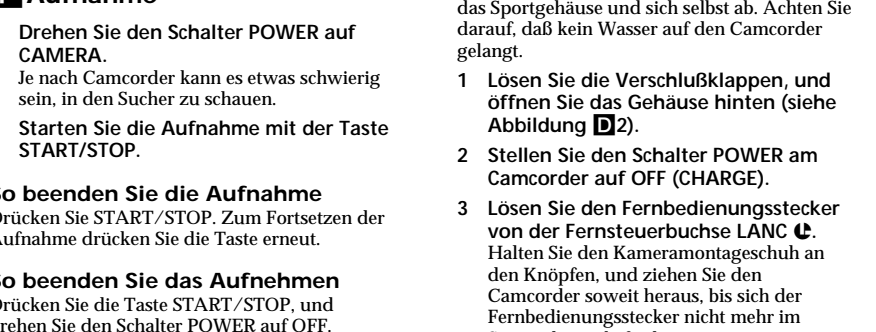 Aufnahme
Drehen Sie den Schalter POWER auf
CAMERA.
Je nach Camcorder kann es etwas schwierig
sein, in den Sucher zu schauen.
Starten Sie die Aufnahme mit der Taste
START/STOP.
So beenden Sie die Aufnahme
Drücken Sie START/STOP. Zum Fortsetzen der
Aufnahme drücken Sie die Taste erneut.
So beenden Sie das Aufnehmen
Drücken Sie die Taste START/STOP, und
drehen Sie den Schalter POWER auf OFF.
das Sportgehäuse und sich selbst ab. Achten Sie
darauf, daß kein Wasser auf den Camcorder
gelangt.
1 Lösen Sie die Verschlußklappen, und
öffnen Sie das Gehäuse hinten (siehe
Abbildung D2).
2 Stellen Sie den Schalter POWER am
Camcorder auf OFF (CHARGE).
3 Lösen Sie den Fernbedienungsstecker
von der Fernsteuerbuchse LANC.
Halten Sie den Kameramontageschuh an
den Knöpfen, und ziehen Sie den
Camcorder soweit heraus, bis sich der
Fernbedienungsstecker nicht mehr im